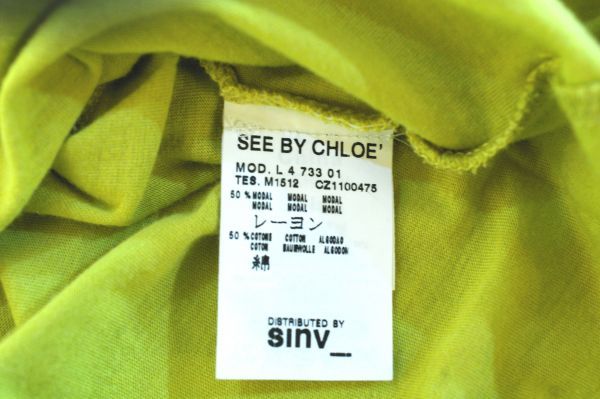 SEE BY CHLOE'
MOD. L 4 733 01
TES. M1512 CZ1100475
50 % MODAL MODAL MODAL
MODAL MODAL MODAL
レーヨン
50 % COTONE COTTON ALGODAO
COTON BAUMWOLLE ALGODON
綿
DISTRIBUTED BY
sinv_